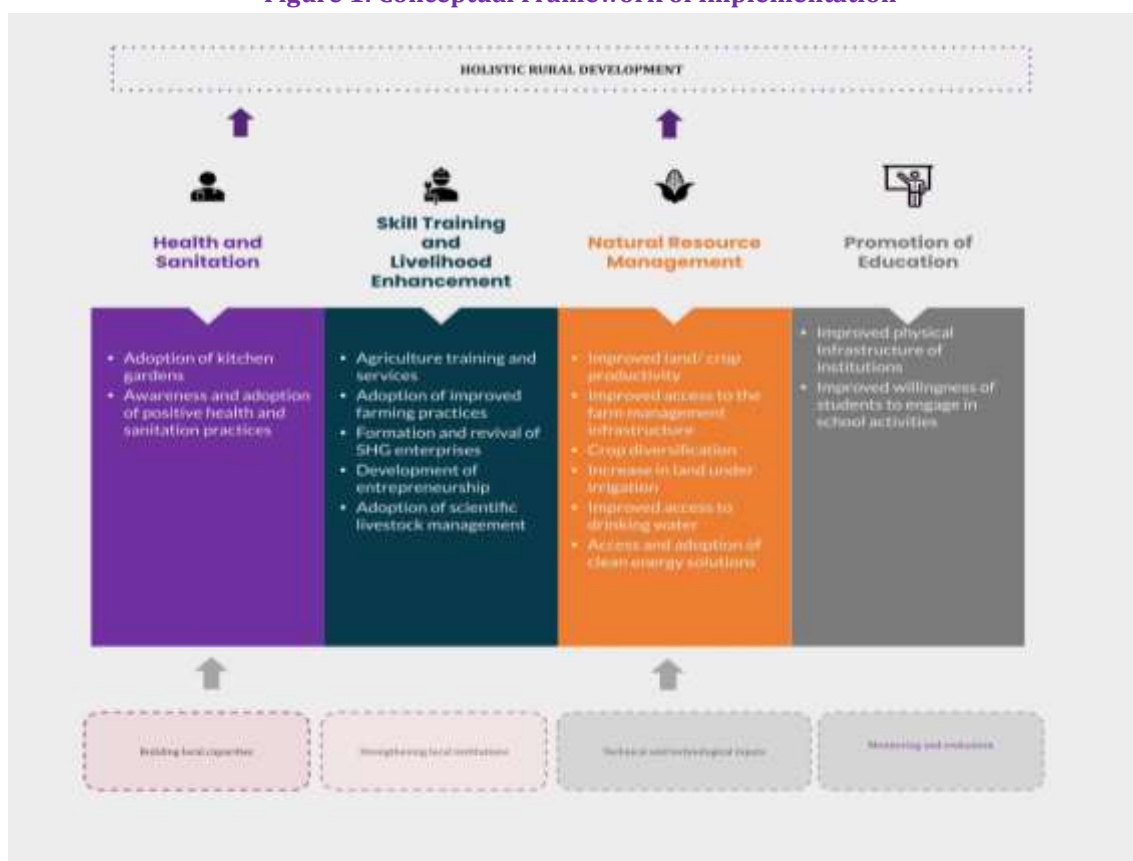 Figure 1: Conceptual Framework of Implementation
HOLISTIC RURAL DEVELOPMENT
Health and
Sanitation
Skill Training
and
Livelihood
Enhancement
Natural Resource
Management
Promotion of
Education
• Adoption of kitchen
gardens
• Awareness and adoption
of positive health and
sanitation practices
• Agriculture training and
services
• Adoption of improved
farming practices
• Formation and revival of
SHG enterprises
• Development of
entrepreneurship
• Adoption of scientific
livestock management
• Improved land/ crop
productivity
• Improved access to the
farm management
infrastructure
• Crop diversification
• Increase in land under
irrigation
• Improved access to
drinking water
• Access and adoption of
clean energy solutions
• Improved physical
infrastructure of
institutions
• Improved willingness of
students to engage in
school activities
Building local capacities
Strengthening local institutions
Technical and technological inputs
Monitoring and evaluation